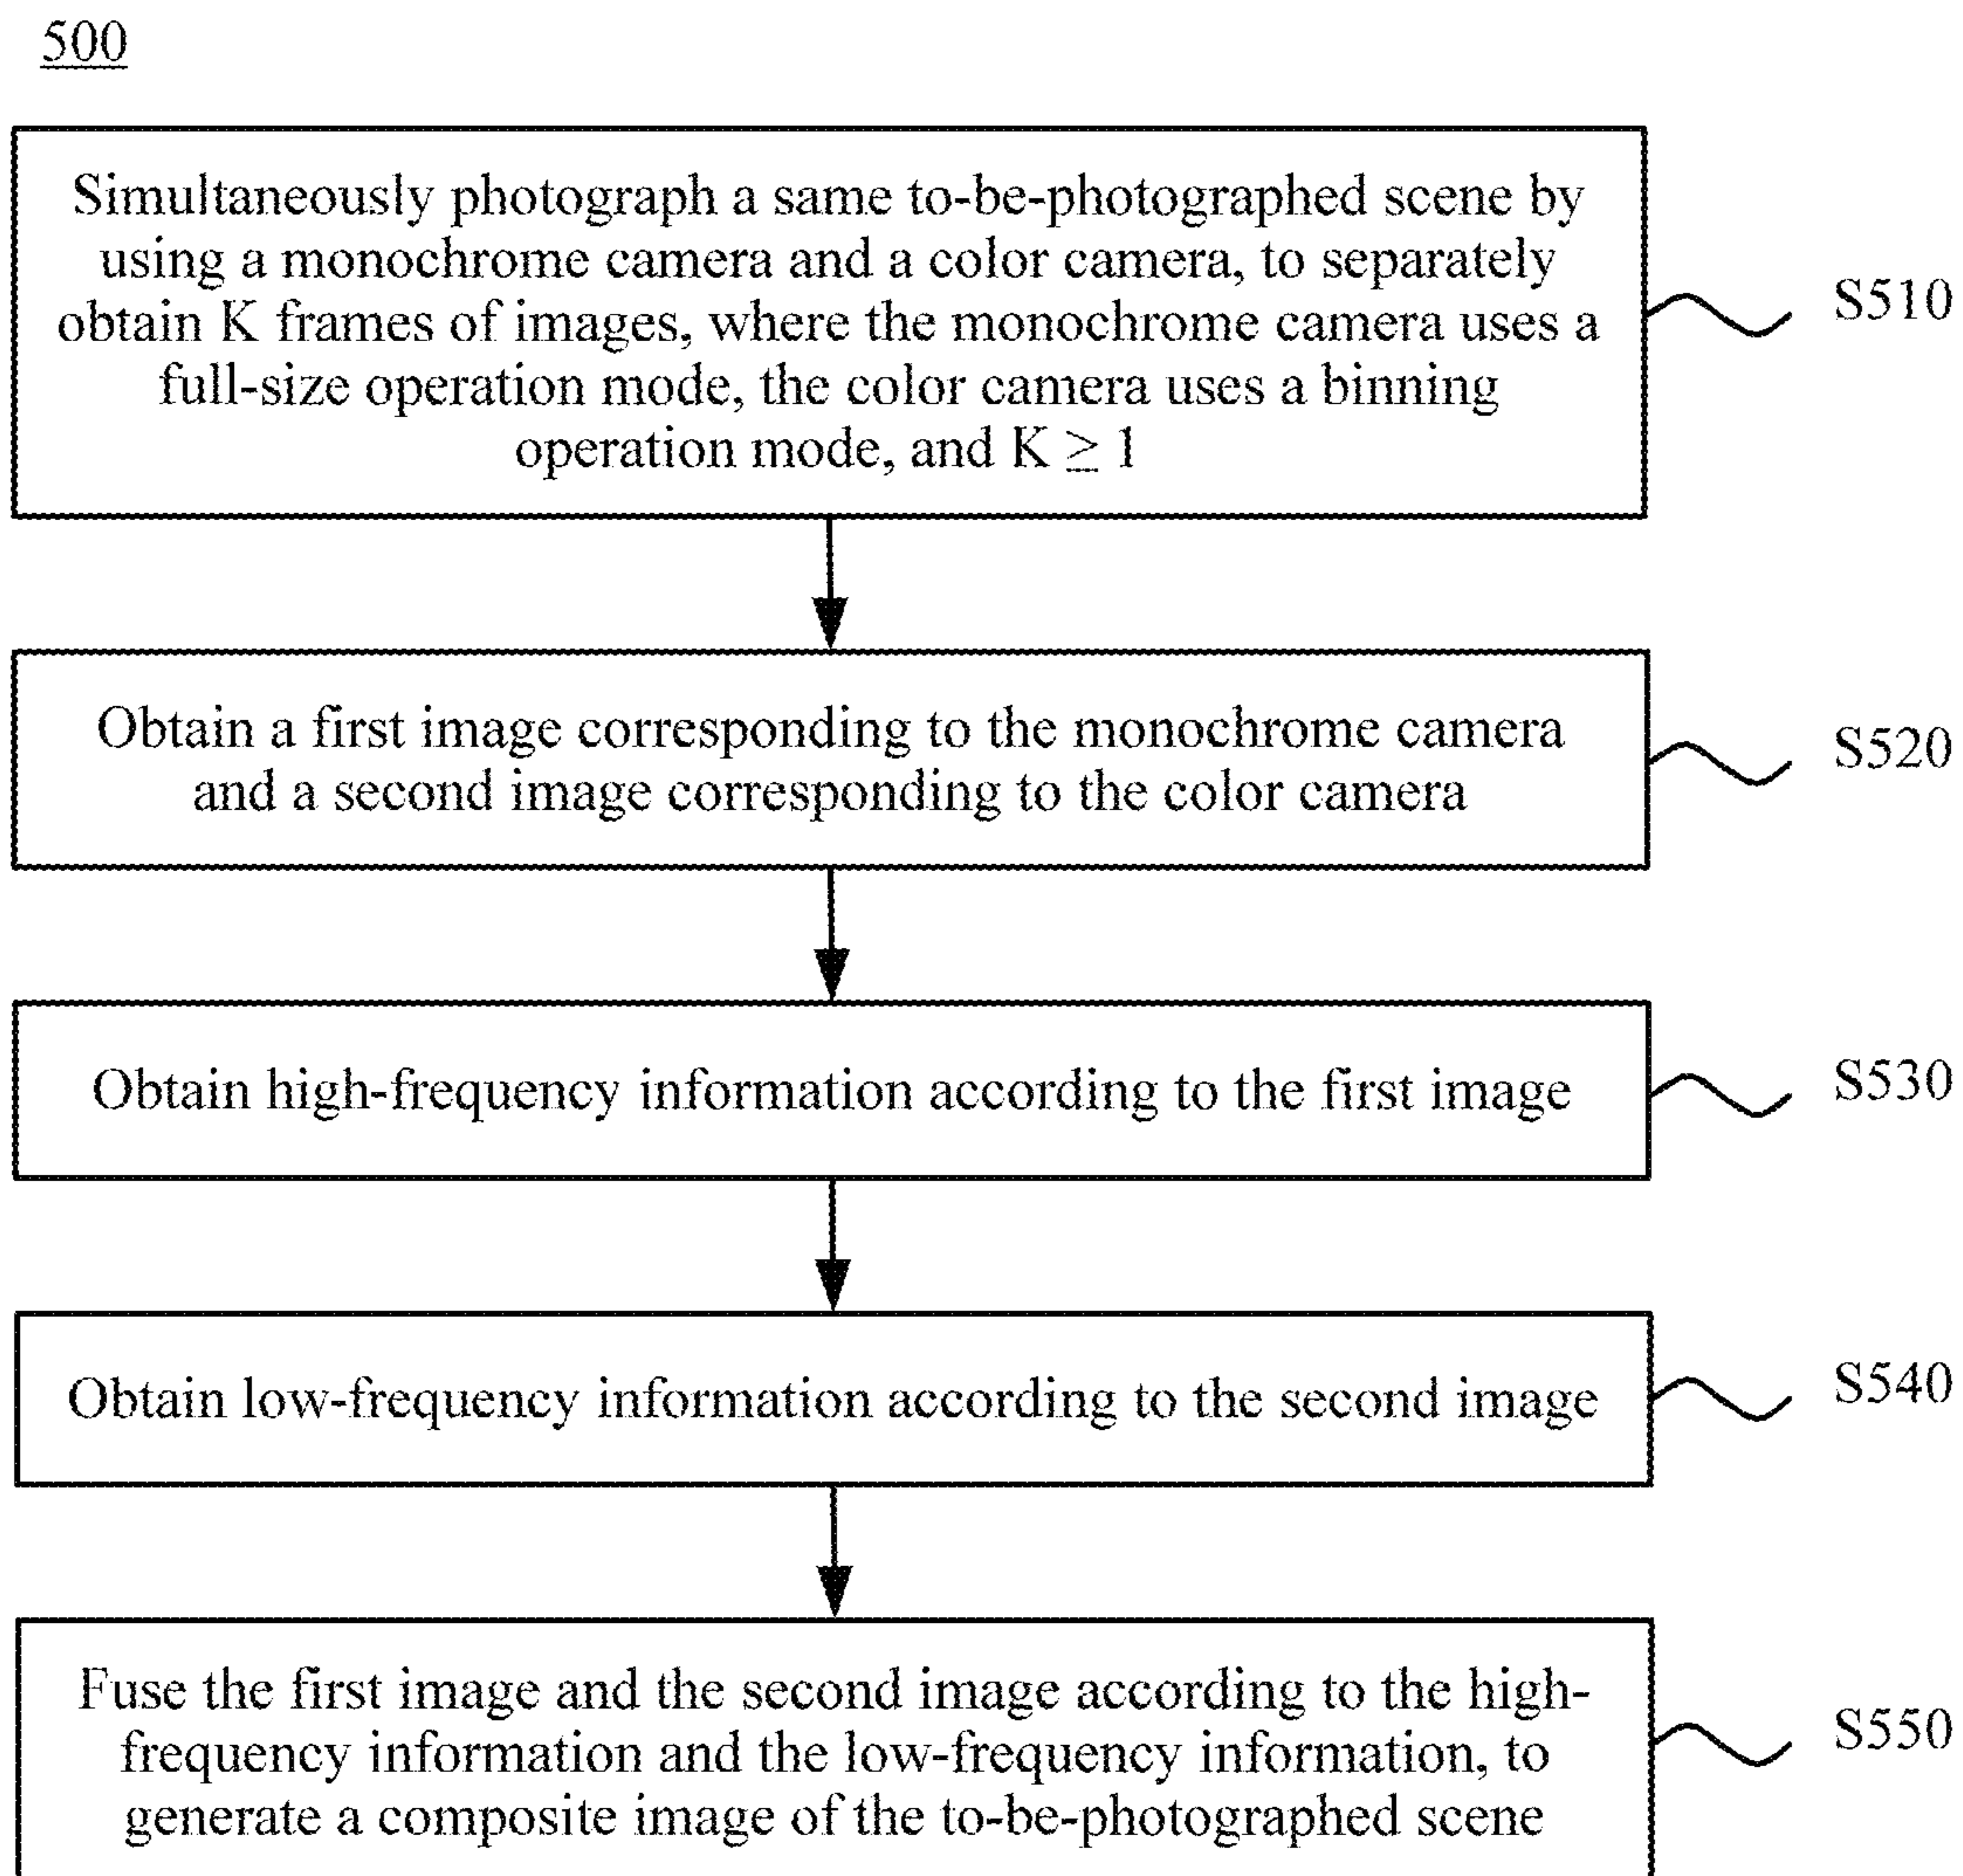 500
Simultaneously photograph a same to-be-photographed scene by
using a monochrome camera and a color camera, to separately
obtain K frames of images, where the monochrome camera uses a
full-size operation mode, the color camera uses a binning
operation mode, and K ≥ 1
S510
Obtain a first image corresponding to the monochrome camera
and a second image corresponding to the color camera
S520
Obtain high-frequency information according to the first image
S530
Obtain low-frequency information according to the second image
S540
Fuse the first image and the second image according to the high-
frequency information and the low-frequency information, to
generate a composite image of the to-be-photographed scene
S550